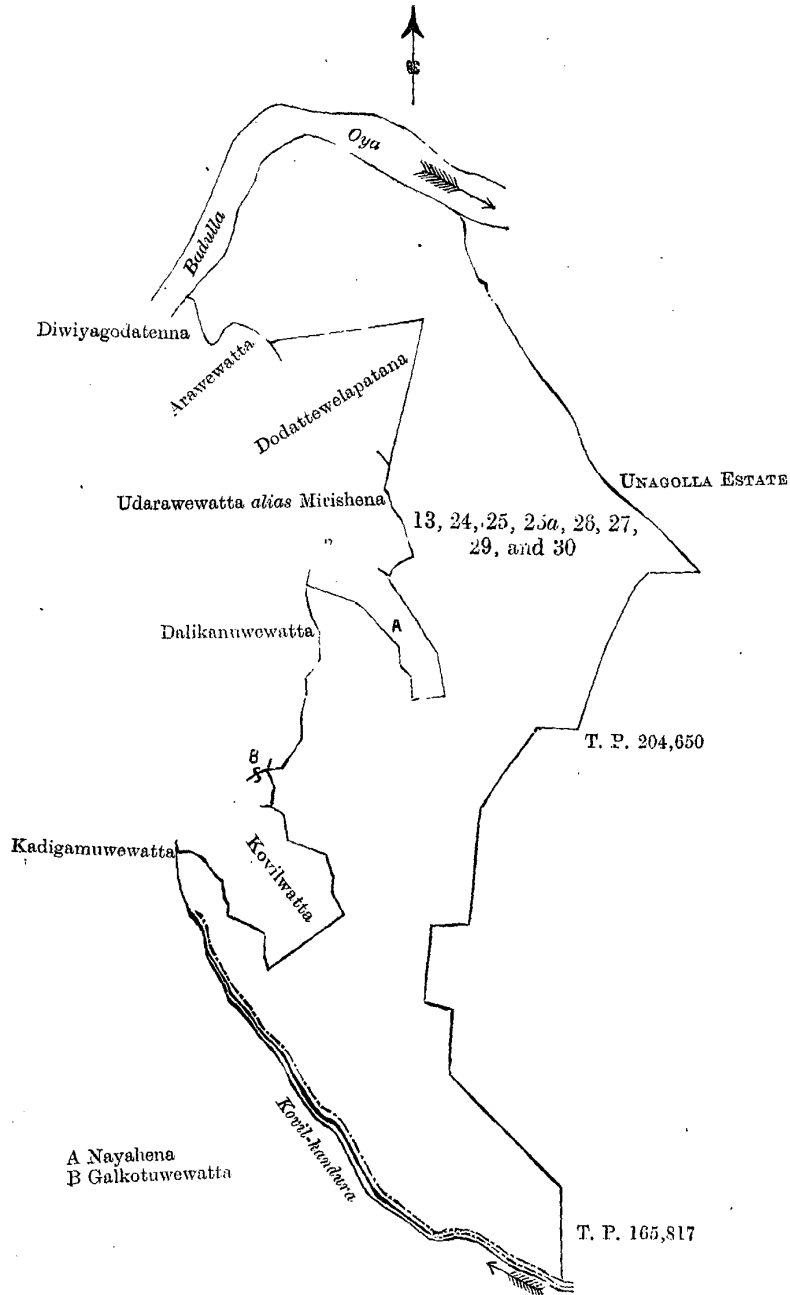 Oya
Badulla
Diwiyagodatenna
Arawewatta
Dodattewelapatana
UNAGOLLA ESTATE
Udarawewatta alias Mirishena
13, 24, 25, 25a, 26, 27,
29, and 30
A
Dalikanuwewatta
T. P. 204,650
B
Kadigamuwewatta
Kovilwatta
Kovil-kandura
A Nayahena
B Galkotuwewatta
T. P. 165,817